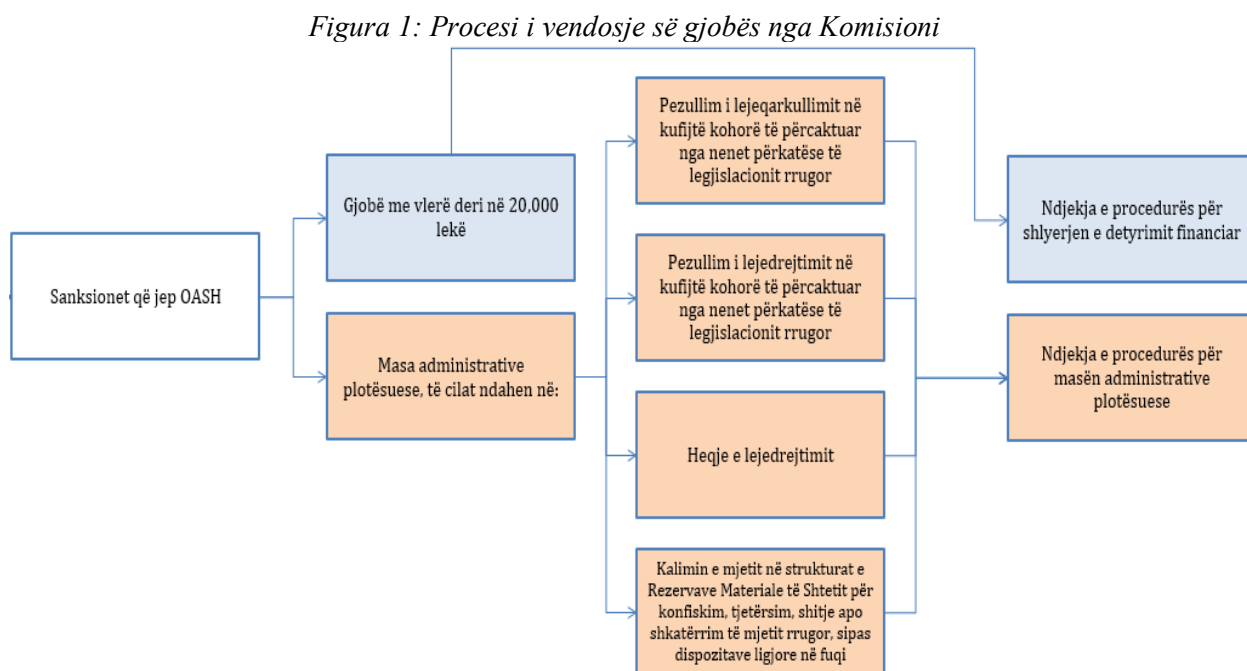 Figura 1: Procesi i vendosje së gjobës nga Komisioni
Sanksionet që jep OASH
Gjobë me vlerë deri në 20,000
lekë
Masa administrative
plotësuese, të cilat ndahen në:
Pezullim i lejeqarkullimit në
kufijtë kohorë të përcaktuar
nga nenet përkatëse të
legjislacionit rrugor
Pezullim i lejedrejtimit në
kufijtë kohorë të përcaktuar
nga nenet përkatëse të
legjislacionit rrugor
Heqje e lejedrejtimit
Kalimin e mjetit në strukturat e
Rezervave Materiale të Shtetit për
konfiskim, tjetërsim, shitje apo
shkatërrim të mjetit rrugor, sipas
dispozitave ligjore në fuqi
Ndjekja e procedurës për
shlyerjen e detyrimit financiar
Ndjekja e procedurës për
masën administrative
plotësuese